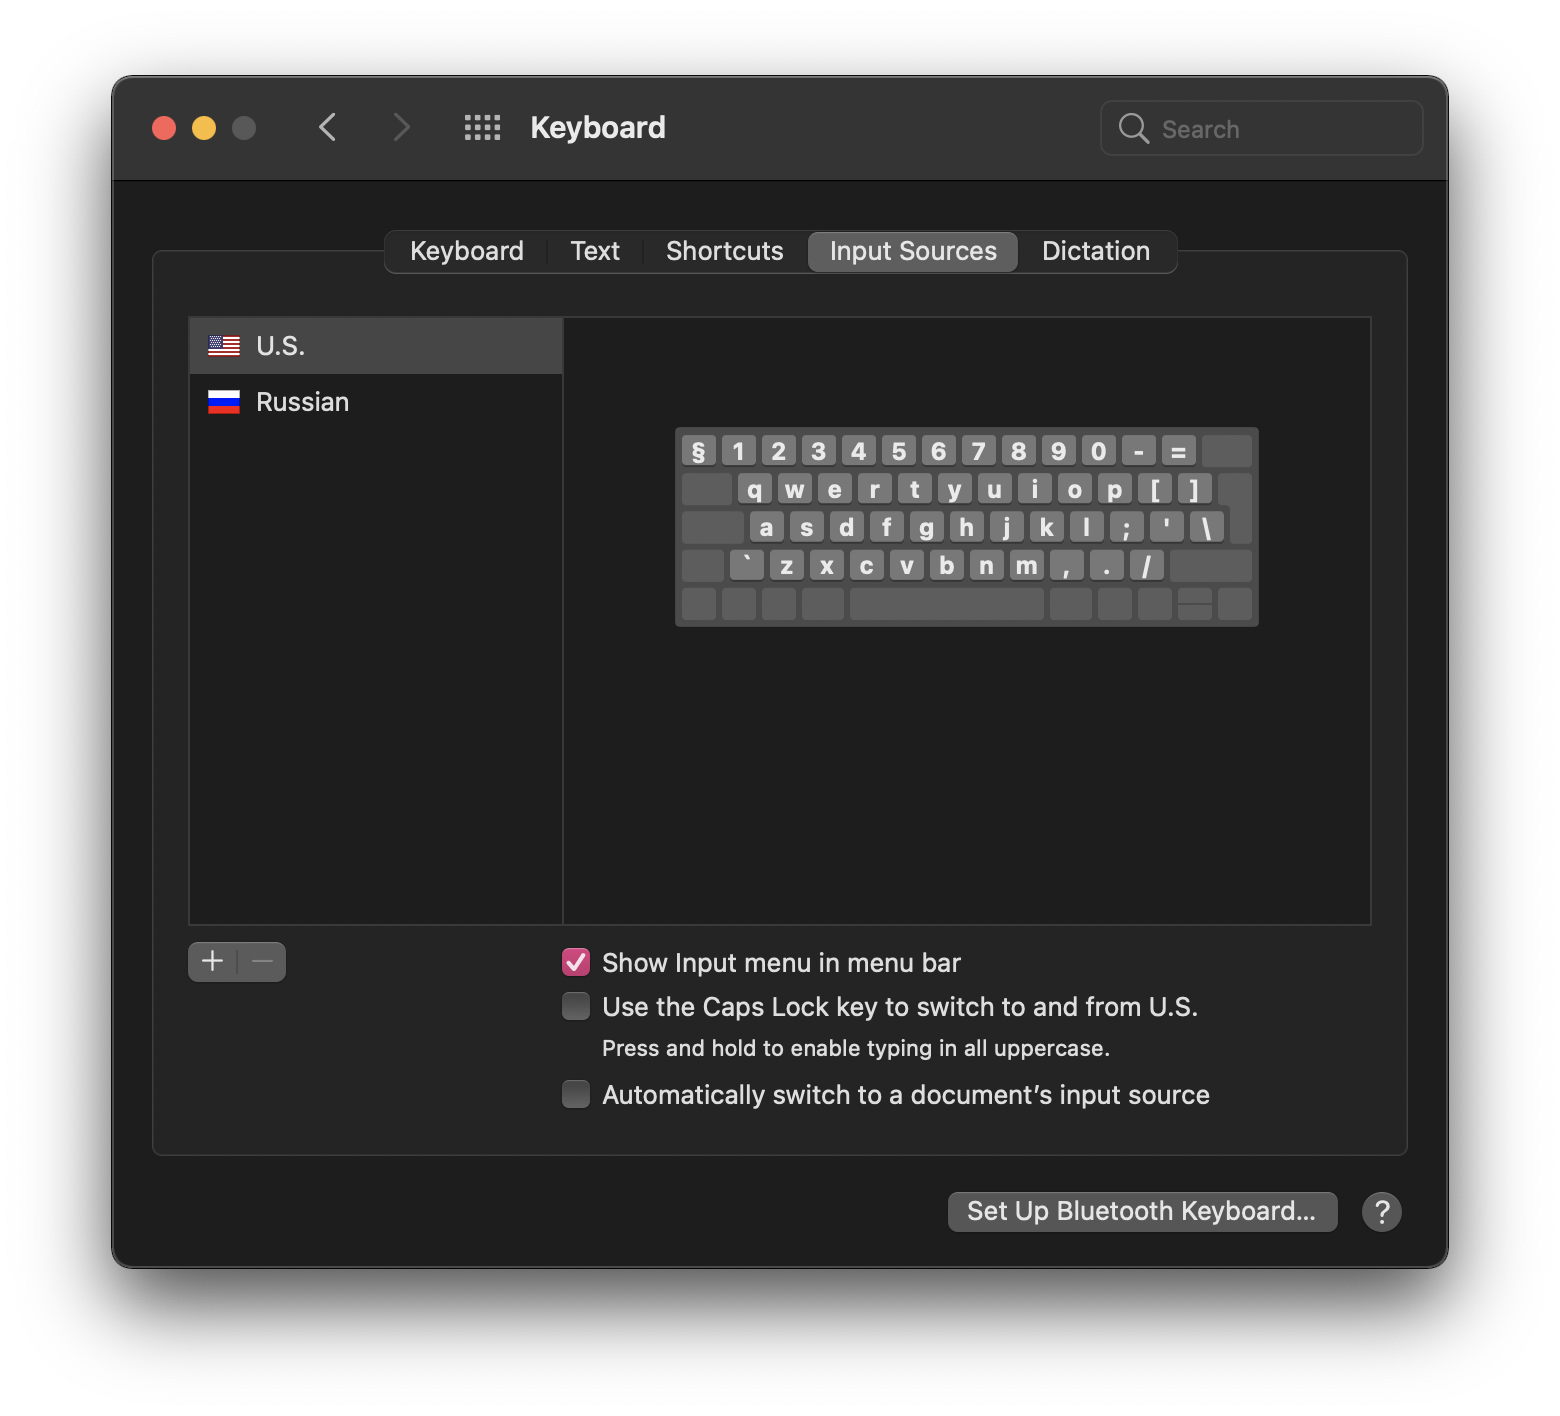 Keyboard
Search
Keyboard Text Shortcuts Input Sources Dictation
U.S.
Russian
§ 1 2 3 4 5 6 7 8 9 0 - =
q w e r t y u i o p [ ]
a s d f g h j k l ; ' \
` z x c v b n m , . /
+ −
Show Input menu in menu bar
Use the Caps Lock key to switch to and from U.S.
Press and hold to enable typing in all uppercase.
Automatically switch to a document’s input source
Set Up Bluetooth Keyboard... ?